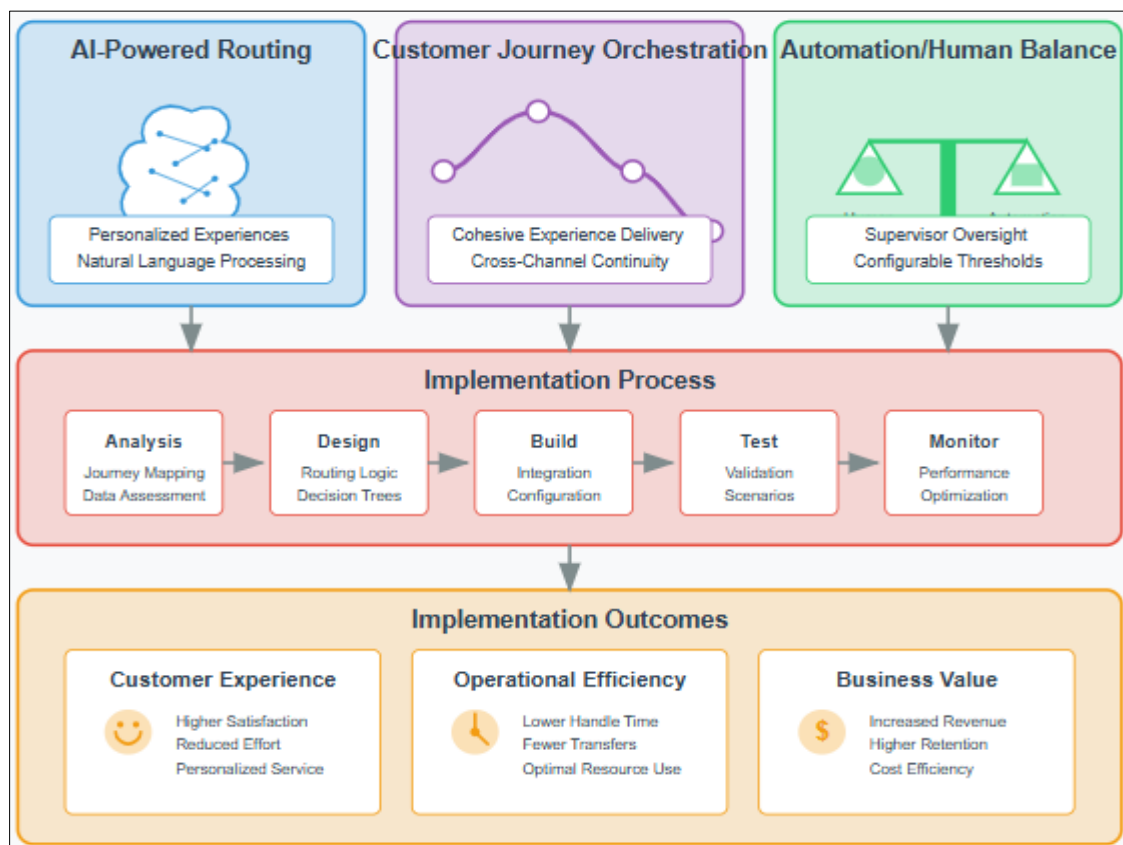 AI-Powered Routing
Personalized Experiences
Natural Language Processing
Customer Journey Orchestration
Cohesive Experience Delivery
Cross-Channel Continuity
Automation/Human Balance
Supervisor Oversight
Configurable Thresholds
Implementation Process
Analysis
Journey Mapping
Data Assessment
Design
Routing Logic
Decision Trees
Build
Integration
Configuration
Test
Validation
Scenarios
Monitor
Performance
Optimization
Implementation Outcomes
Customer Experience
Higher Satisfaction
Reduced Effort
Personalized Service
Operational Efficiency
Lower Handle Time
Fewer Transfers
Optimal Resource Use
Business Value
$
Increased Revenue
Higher Retention
Cost Efficiency